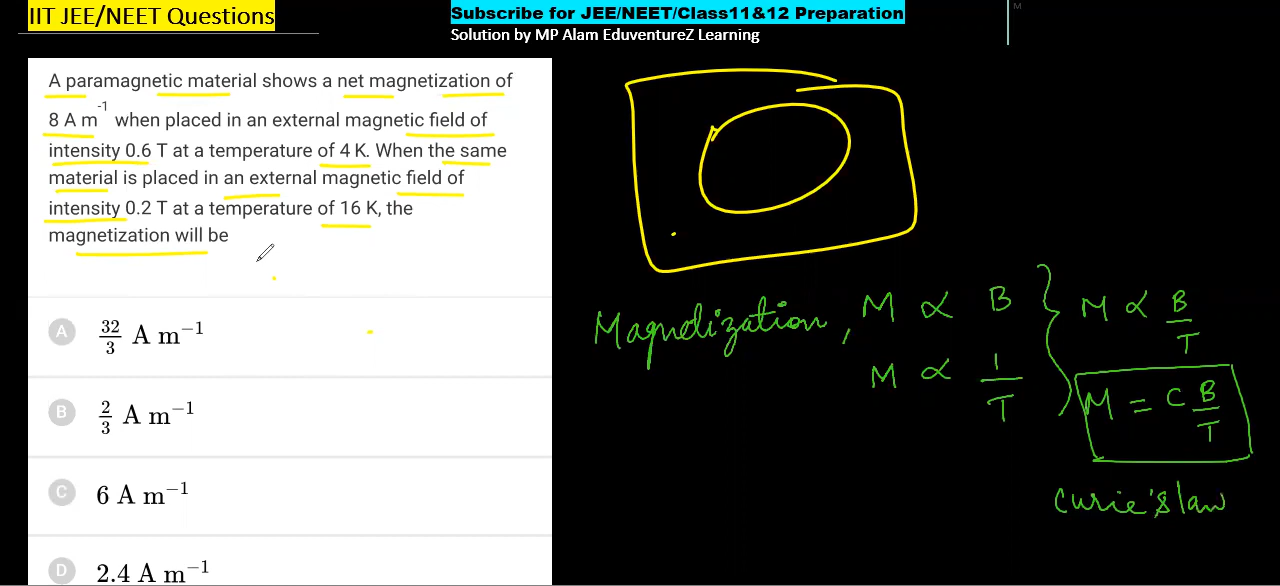 IIT JEE/NEET Questions
Subscribe for JEE/NEET/Class11&12 Preparation
Solution by MP Alam EduventureZ Learning
M
A paramagnetic material shows a net magnetization of
8 A m⁻¹ when placed in an external magnetic field of
intensity 0.6 T at a temperature of 4 K. When the same
material is placed in an external magnetic field of
intensity 0.2 T at a temperature of 16 K, the
magnetization will be
A 32/3 A m⁻¹
B 2/3 A m⁻¹
C 6 A m⁻¹
D 2.4 A m⁻¹
Magnetization, M ∝ B
M ∝ 1/T
M ∝ B/T
M = C B/T
Curie's law